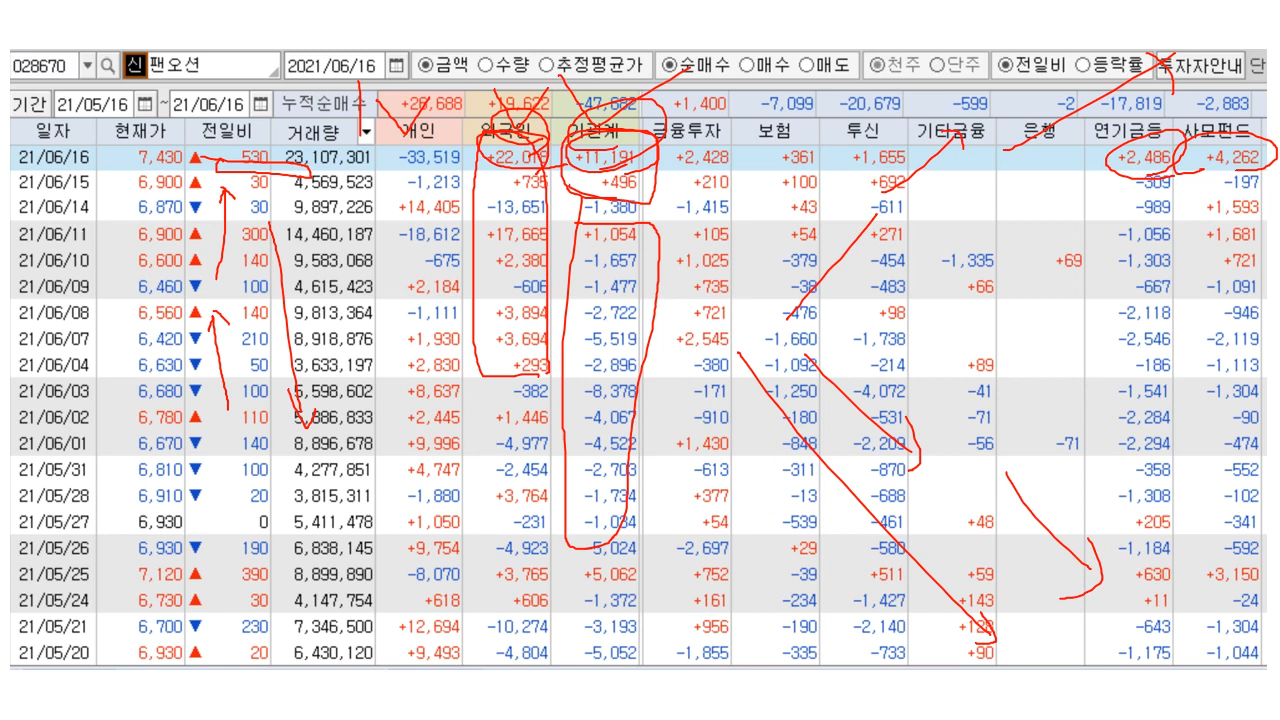 028670 신 팬오션 2021/06/16 금액 수량 추정평균가 순매수 매수 매도 천주 단주 전일비 등락률 투자자안내 단
기간 21/05/16 ~ 21/06/16 누적순매수 +26,688 +19,622 -47,682 +1,400 -7,099 -20,679 -599 -2 -17,819 -2,883
일자 현재가 전일비 거래량 개인 외국인 기관계 금융투자 보험 투신 기타금융 은행 연기금등 사모펀드
21/06/16 7,430 ▲ 530 23,107,301 -33,519 +11,191 +2,428 +361 +1,655 +2,486 +4,262
21/06/15 6,900 ▲ 30 4,569,523 -1,213 +735 +496 +210 +100 +692 -309 -197
21/06/14 6,870 ▼ 30 9,897,226 +14,405 -13,651 -1,380 -1,415 +43 -611 -989 +1,593
21/06/11 6,900 ▲ 300 14,460,187 -18,612 +17,665 +1,054 +105 +54 +271 -1,056 +1,681
21/06/10 6,600 ▲ 140 9,583,068 -675 +2,380 -1,657 +1,025 -379 -454 -1,335 +69 -1,303 +721
21/06/09 6,460 ▼ 100 4,615,423 +2,184 -606 -1,477 +735 -38 -483 +66 -667 -1,091
21/06/08 6,560 ▲ 140 9,813,364 -1,111 +3,894 -2,722 +721 -476 +98 -2,118 -946
21/06/07 6,420 ▼ 210 8,918,876 +1,930 +3,694 -5,519 +2,545 -1,660 -1,738 -2,546 -2,119
21/06/04 6,630 ▼ 50 3,633,197 +2,830 +293 -2,896 -380 -1,092 -214 +89 -186 -1,113
21/06/03 6,680 ▼ 100 5,598,602 +8,637 -382 -8,378 -171 -1,250 -4,072 -41 -1,541 -1,304
21/06/02 6,780 ▲ 110 5,886,833 +2,445 +1,446 -4,067 -910 -180 -531 -71 -2,284 -90
21/06/01 6,670 ▼ 140 8,896,678 +9,996 -4,977 -4,522 +1,430 -848 -2,209 -56 -71 -2,294 -474
21/05/31 6,810 ▼ 100 4,277,851 +4,747 -2,454 -2,703 -613 -311 -870 -358 -552
21/05/28 6,910 ▼ 20 3,815,311 -1,880 +3,764 -1,734 +377 -13 -688 -1,308 -102
21/05/27 6,930 0 5,411,478 +1,050 -231 -1,034 +54 -539 -461 +48 +205 -341
21/05/26 6,930 ▼ 190 6,838,145 +9,754 -4,923 -5,024 -2,697 +29 -580 -1,184 -592
21/05/25 7,120 ▲ 390 8,899,890 -8,070 +3,765 +5,062 +752 -39 +511 +59 +630 +3,150
21/05/24 6,730 ▲ 30 4,147,754 +618 +606 -1,372 +161 -234 -1,427 +143 +11 -24
21/05/21 6,700 ▼ 230 7,346,500 +12,694 -10,274 -3,193 +956 -190 -2,140 -643 -1,304
21/05/20 6,930 ▲ 20 6,430,120 +9,493 -4,804 -5,052 -1,855 -335 -733 +90 -1,175 -1,044